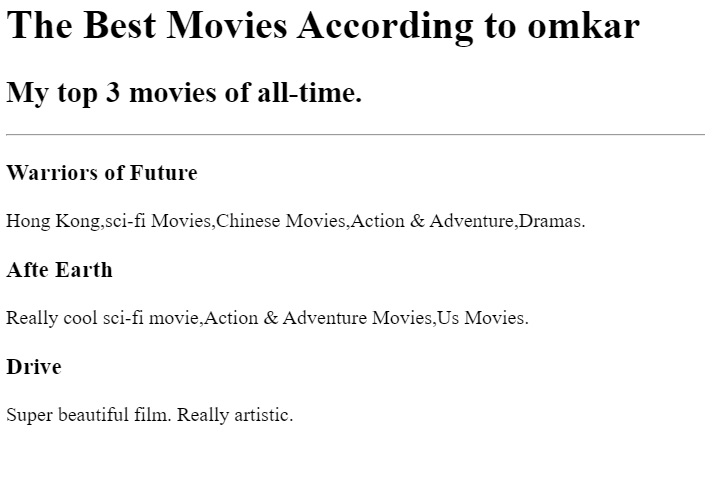 The Best Movies According to omkar
My top 3 movies of all-time.
Warriors of Future
Hong Kong,sci-fi Movies,Chinese Movies,Action & Adventure,Dramas.
Afte Earth
Really cool sci-fi movie,Action & Adventure Movies,Us Movies.
Drive
Super beautiful film. Really artistic.